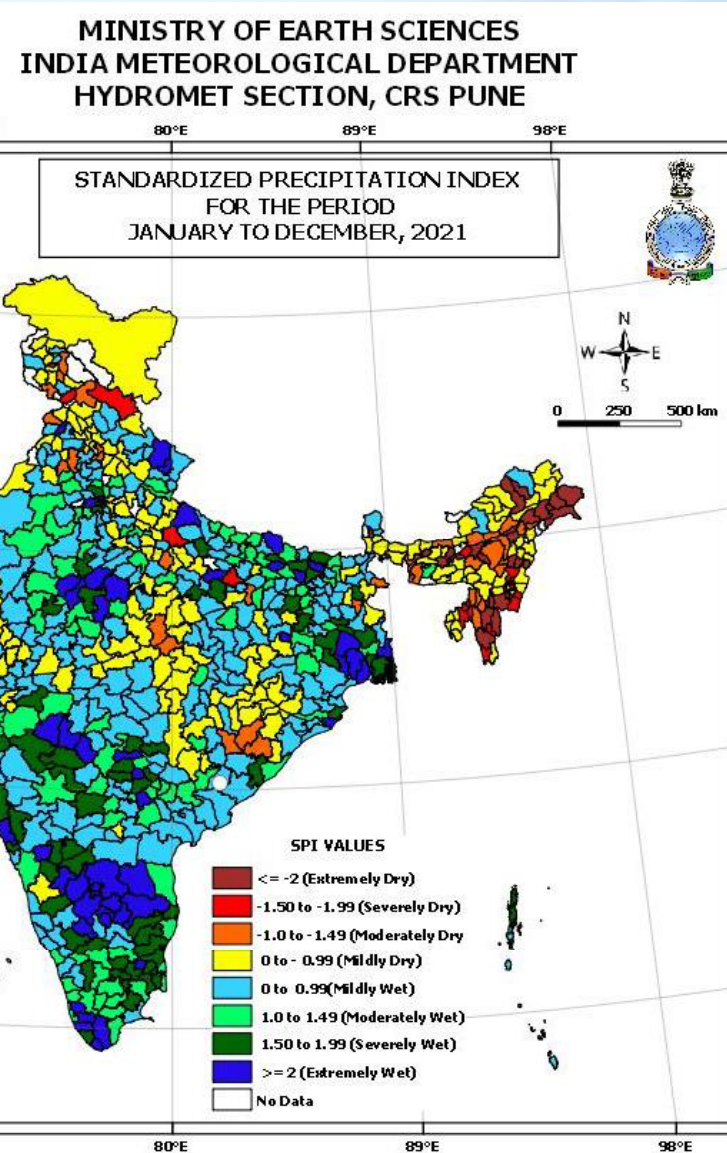 MINISTRY OF EARTH SCIENCES
INDIA METEOROLOGICAL DEPARTMENT
HYDROMET SECTION, CRS PUNE
80°E 89°E 98°E
STANDARDIZED PRECIPITATION INDEX
FOR THE PERIOD
JANUARY TO DECEMBER, 2021
N
W E
S
0 250 500 km
SPI VALUES
<= -2 (Extremely Dry)
-1.50 to -1.99 (Severely Dry)
-1.0 to -1.49 (Moderately Dry
0 to - 0.99 (Mildly Dry)
0 to 0.99(Mildly Wet)
1.0 to 1.49 (Moderately Wet)
1.50 to 1.99 (Severely Wet)
>= 2 (Extremely Wet)
No Data
80°E 89°E 98°E